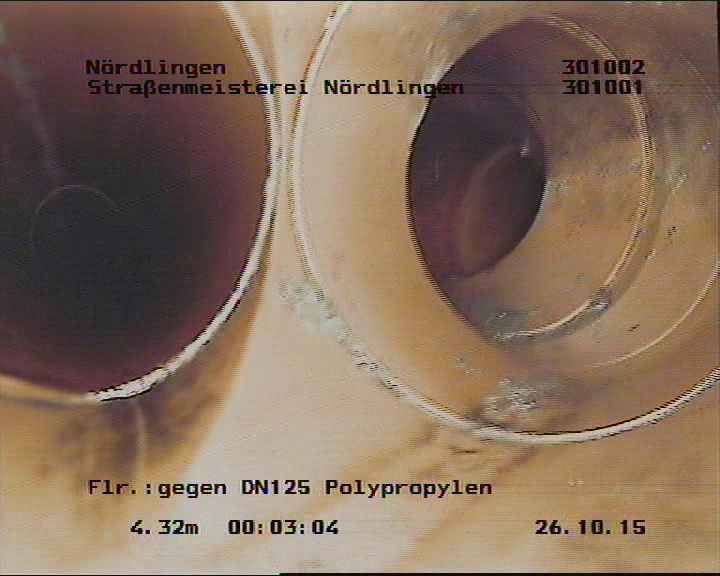 Nördlingen 301002
Straßenmeisterei Nördlingen 301001
Flr.:gegen DN125 Polypropylen
4.32m 00:03:04 26.10.15